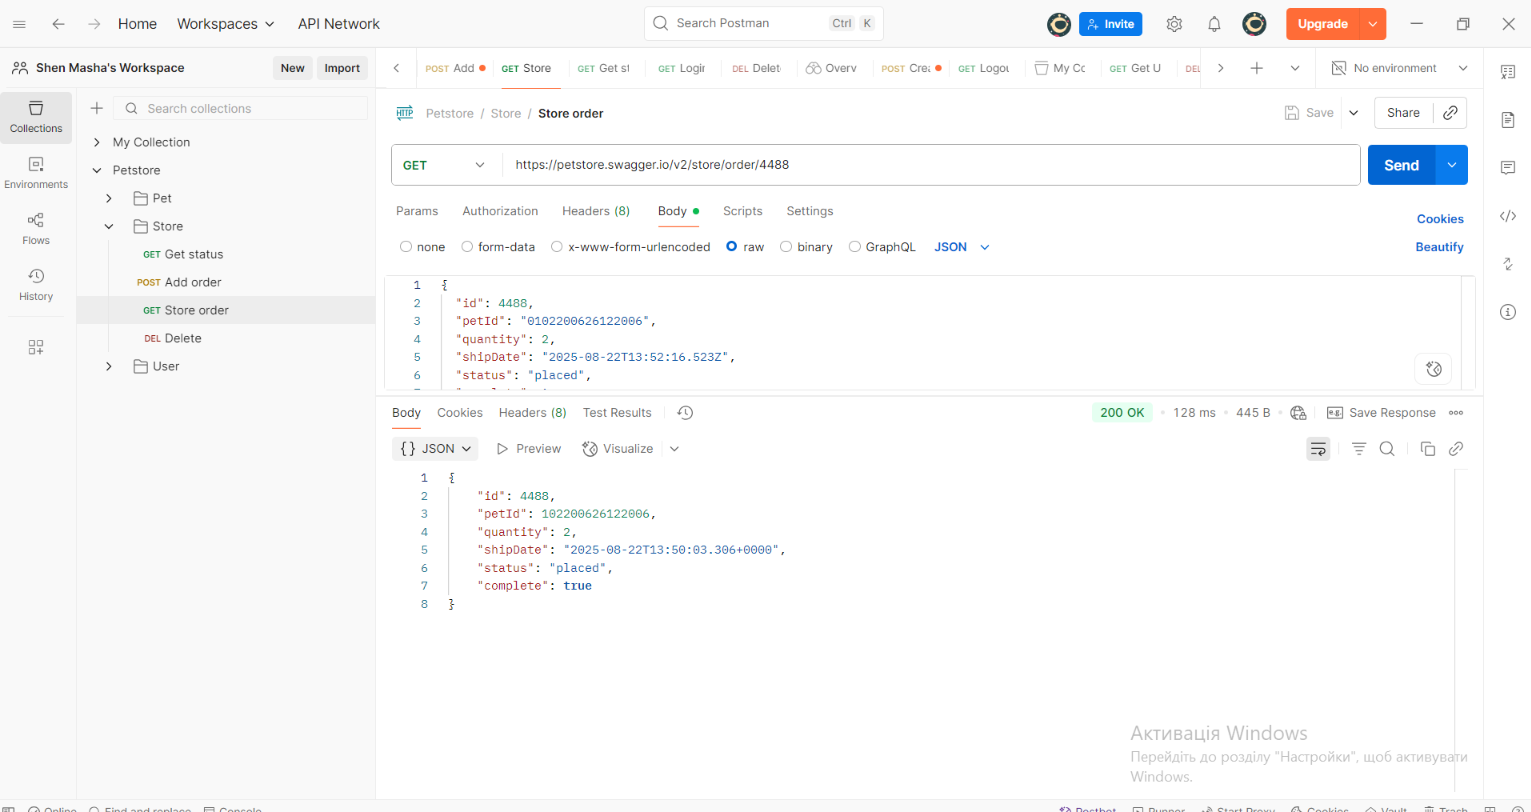 Home Workspaces API Network Search Postman Ctrl K Invite Upgrade
Shen Masha's Workspace New Import
POST Add GET Store GET Get st GET Login DEL Delet Overv POST Crea GET Logou My Co GET Get U DEL No environment
Collections
Environments
Flows
History
Search collections
My Collection
Petstore
Pet
Store
GET Get status
POST Add order
GET Store order
DEL Delete
User
HTTP Petstore / Store / Store order Save Share
GET https://petstore.swagger.io/v2/store/order/4488 Send
Params Authorization Headers (8) Body Scripts Settings Cookies
none form-data x-www-form-urlencoded raw binary GraphQL JSON Beautify
1 {
2 "id": 4488,
3 "petId": "0102200626122006",
4 "quantity": 2,
5 "shipDate": "2025-08-22T13:52:16.523Z",
6 "status": "placed",
Body Cookies Headers (8) Test Results 200 OK 128 ms 445 B e.g. Save Response
{} JSON Preview Visualize
1 {
2 "id": 4488,
3 "petId": 102200626122006,
4 "quantity": 2,
5 "shipDate": "2025-08-22T13:50:03.306+0000",
6 "status": "placed",
7 "complete": true
8 }
Активація Windows
Перейдіть до розділу "Настройки", щоб активувати
Windows.
Online Find and replace Console Postbot Runner Start Proxy Cookies Vault Trash